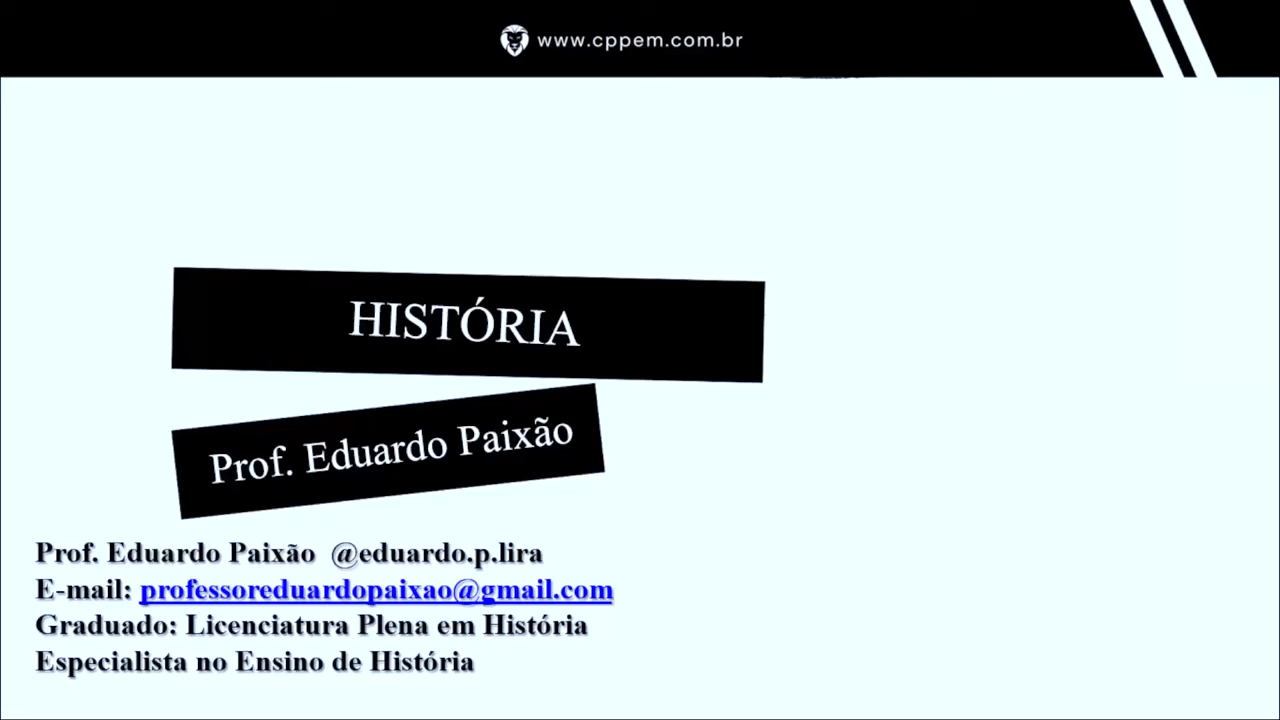 www.cppem.com.br
HISTÓRIA
Prof. Eduardo Paixão
Prof. Eduardo Paixão @eduardo.p.lira
E-mail: professoreduardopaixao@gmail.com
Graduado: Licenciatura Plena em História
Especialista no Ensino de História